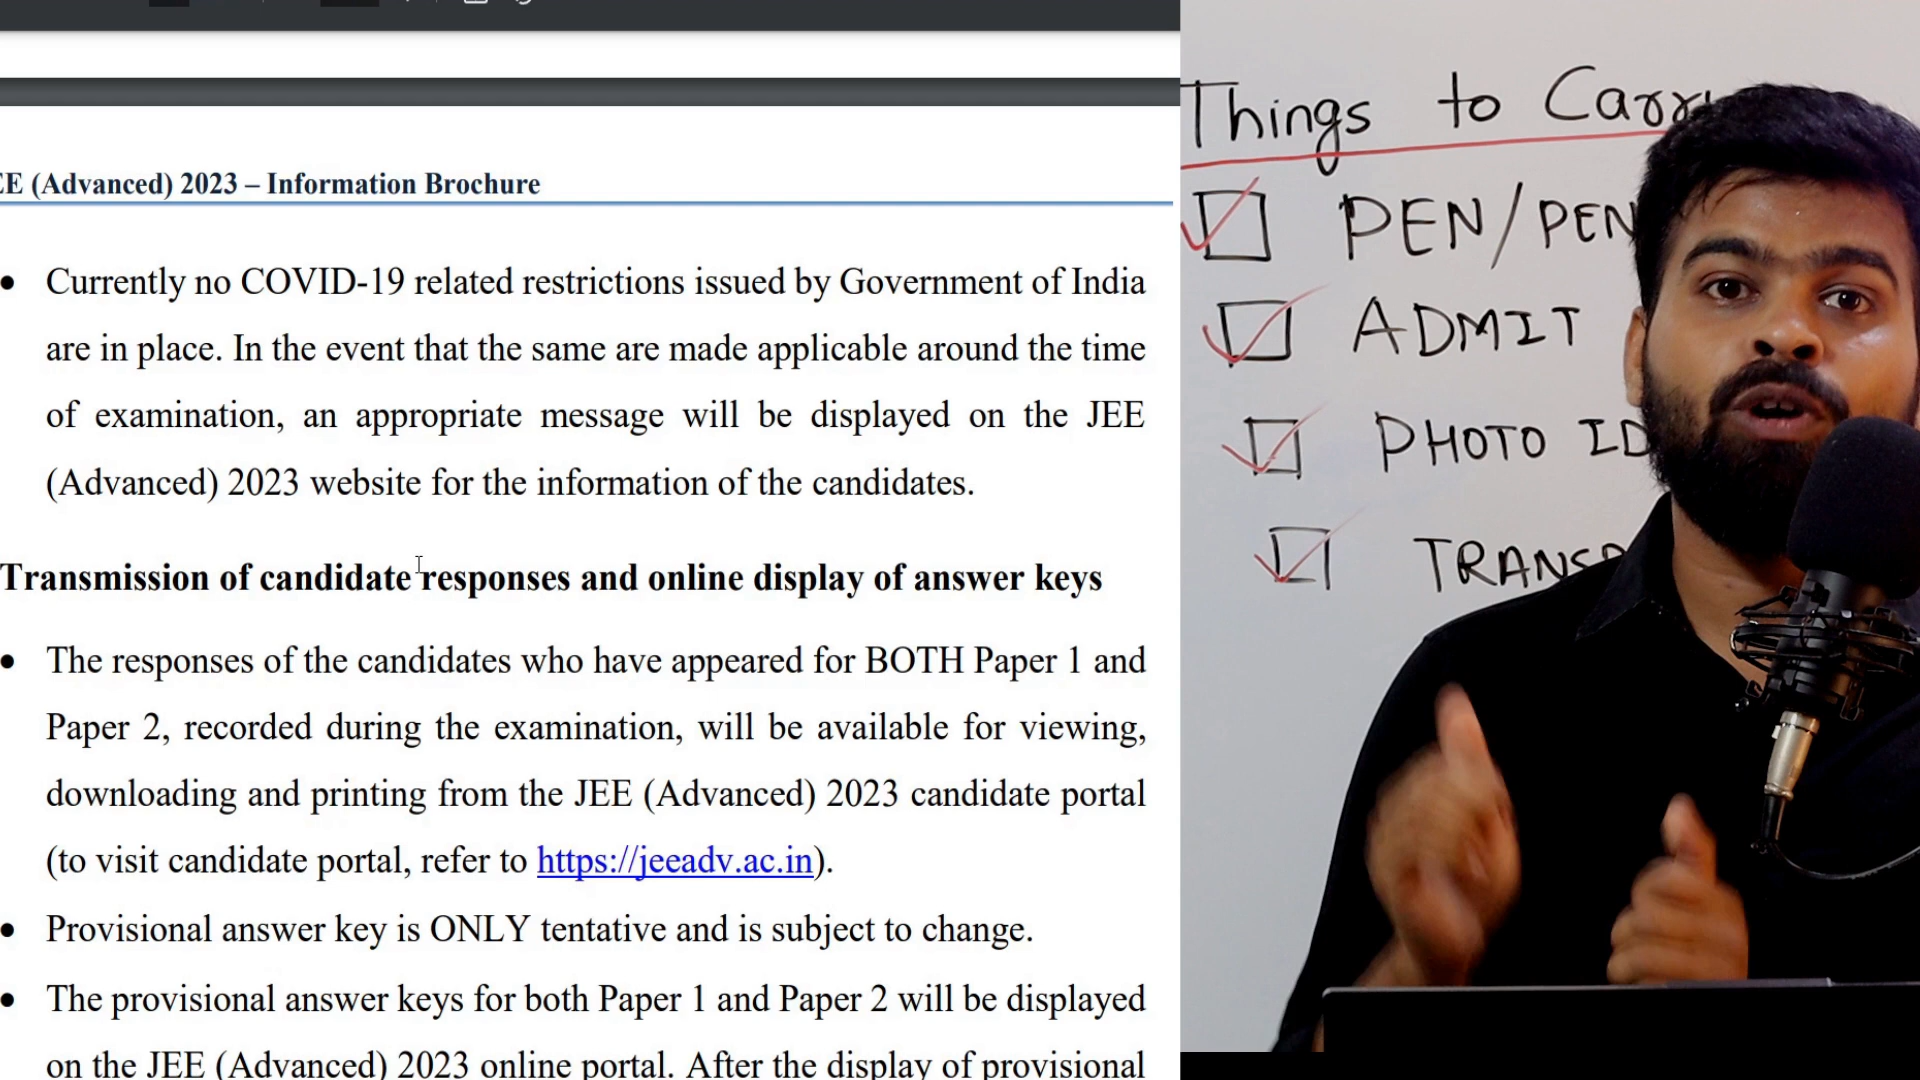 EE (Advanced) 2023 – Information Brochure
• Currently no COVID-19 related restrictions issued by Government of India
are in place. In the event that the same are made applicable around the time
of examination, an appropriate message will be displayed on the JEE
(Advanced) 2023 website for the information of the candidates.
Transmission of candidate responses and online display of answer keys
• The responses of the candidates who have appeared for BOTH Paper 1 and
Paper 2, recorded during the examination, will be available for viewing,
downloading and printing from the JEE (Advanced) 2023 candidate portal
(to visit candidate portal, refer to https://jeeadv.ac.in).
• Provisional answer key is ONLY tentative and is subject to change.
• The provisional answer keys for both Paper 1 and Paper 2 will be displayed
on the JEE (Advanced) 2023 online portal. After the display of provisional
Things to Carr
PEN/PEN
ADMIT
PHOTO ID
TRANSP